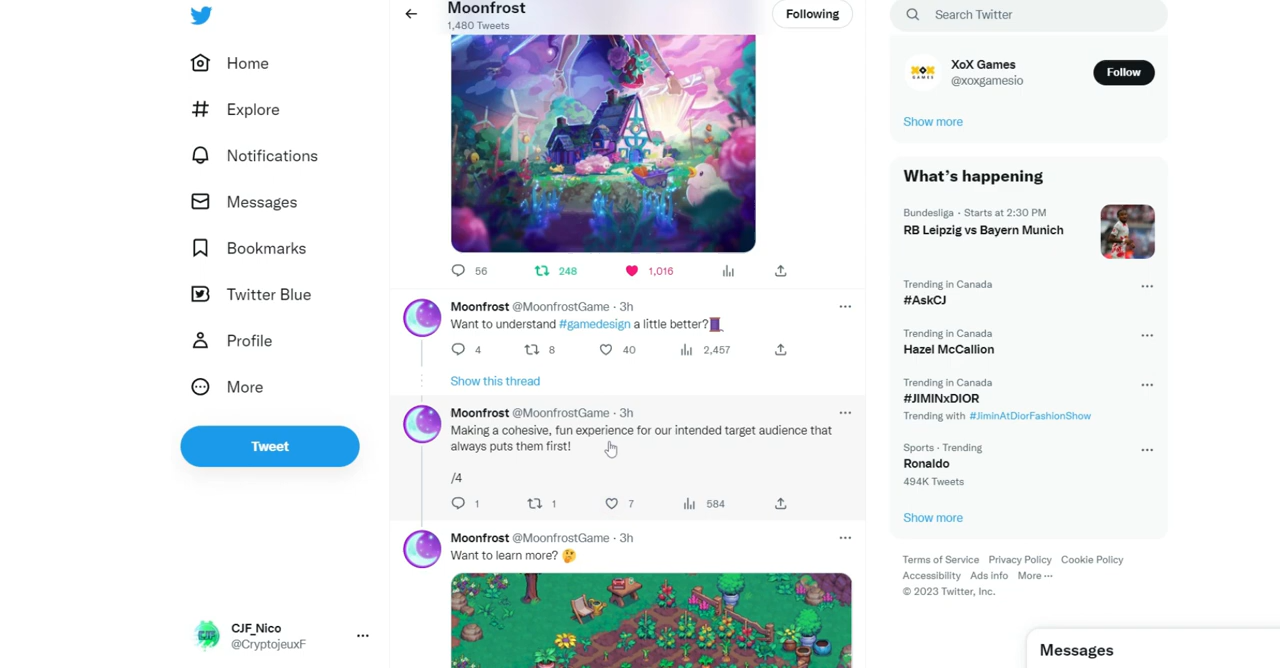 Home
Explore
Notifications
Messages
Bookmarks
Twitter Blue
Profile
More
Tweet
CJF_Nico
@CryptojeuxF
Moonfrost
1,480 Tweets
Following
56 248 1,016
Moonfrost @MoonfrostGame · 3h
Want to understand #gamedesign a little better?
4 8 40 2,457
Show this thread
Moonfrost @MoonfrostGame · 3h
Making a cohesive, fun experience for our intended target audience that
always puts them first!
/4
1 1 7 584
Moonfrost @MoonfrostGame · 3h
Want to learn more? 🤔
Search Twitter
XoX Games
@xoxgamesio
Follow
Show more
What's happening
Bundesliga · Starts at 2:30 PM
RB Leipzig vs Bayern Munich
Trending in Canada
#AskCJ
Trending in Canada
Hazel McCallion
Trending in Canada
#JIMINxDIOR
Trending with #JiminAtDiorFashionShow
Sports · Trending
Ronaldo
494K Tweets
Show more
Terms of Service Privacy Policy Cookie Policy
Accessibility Ads info More ···
© 2023 Twitter, Inc.
Messages